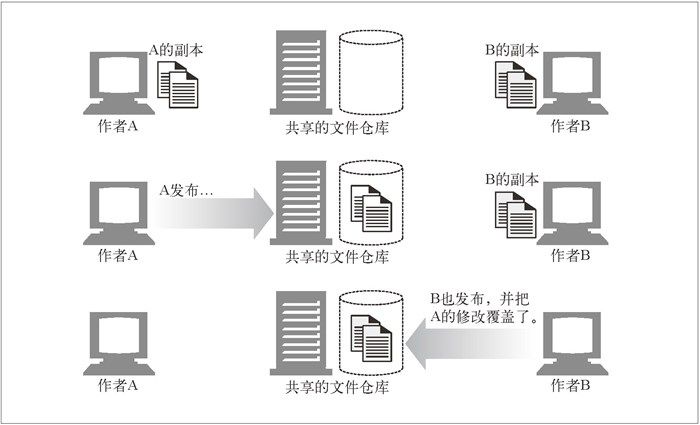 A的副本
B的副本
作者A
共享的文件仓库
作者B
A发布…
B的副本
作者A
共享的文件仓库
作者B
B也发布，并把
A的修改覆盖了。
作者A
共享的文件仓库
作者B